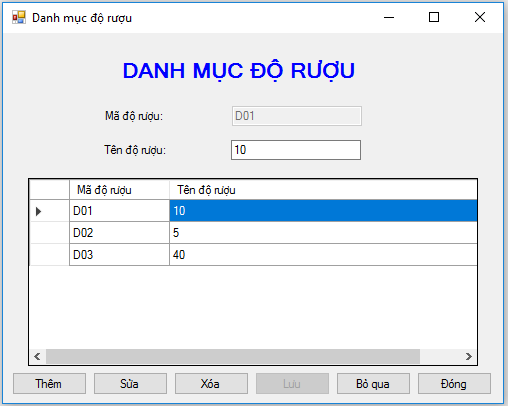 Danh mục độ rượu
DANH MỤC ĐỘ RƯỢU
Mã độ rượu: D01
Tên độ rượu: 10
Mã độ rượu Tên độ rượu
D01 10
D02 5
D03 40
Thêm Sửa Xóa Lưu Bỏ qua Đóng